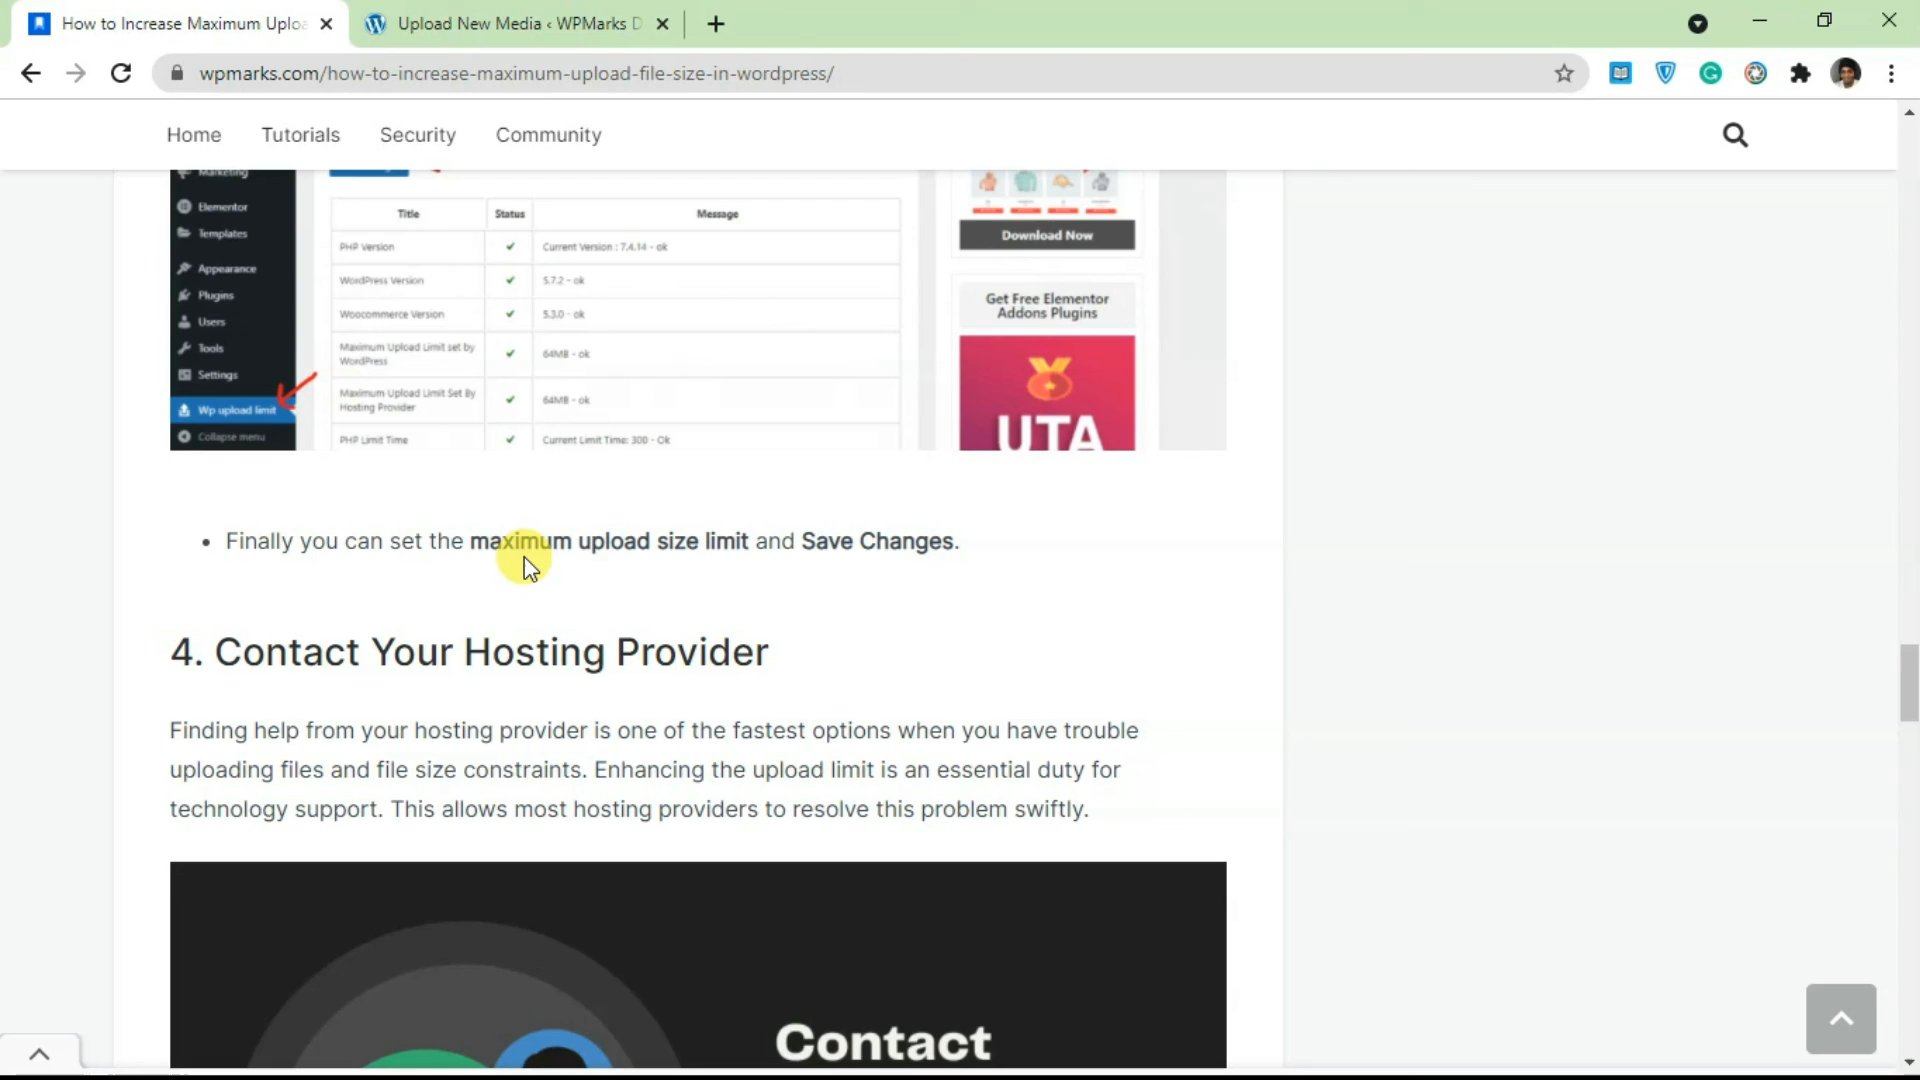 How to Increase Maximum Uploa
Upload New Media ‹ WPMarks D
wpmarks.com/how-to-increase-maximum-upload-file-size-in-wordpress/
Home Tutorials Security Community
Marketing
Elementor
Templates
Appearance
Plugins
Users
Tools
Settings
Wp upload limit
Collapse menu
Title Status Message
PHP Version Current Version : 7.4.14 - ok
WordPress Version 5.7.2 - ok
Woocommerce Version 5.3.0 - ok
Maximum Upload Limit set by
WordPress
64MB - ok
Maximum Upload Limit Set By
Hosting Provider
64MB - ok
PHP Limit Time Current Limit Time: 300 - Ok
Download Now
Get Free Elementor
Addons Plugins
UTA
• Finally you can set the maximum upload size limit and Save Changes.
4. Contact Your Hosting Provider
Finding help from your hosting provider is one of the fastest options when you have trouble
uploading files and file size constraints. Enhancing the upload limit is an essential duty for
technology support. This allows most hosting providers to resolve this problem swiftly.
Contact